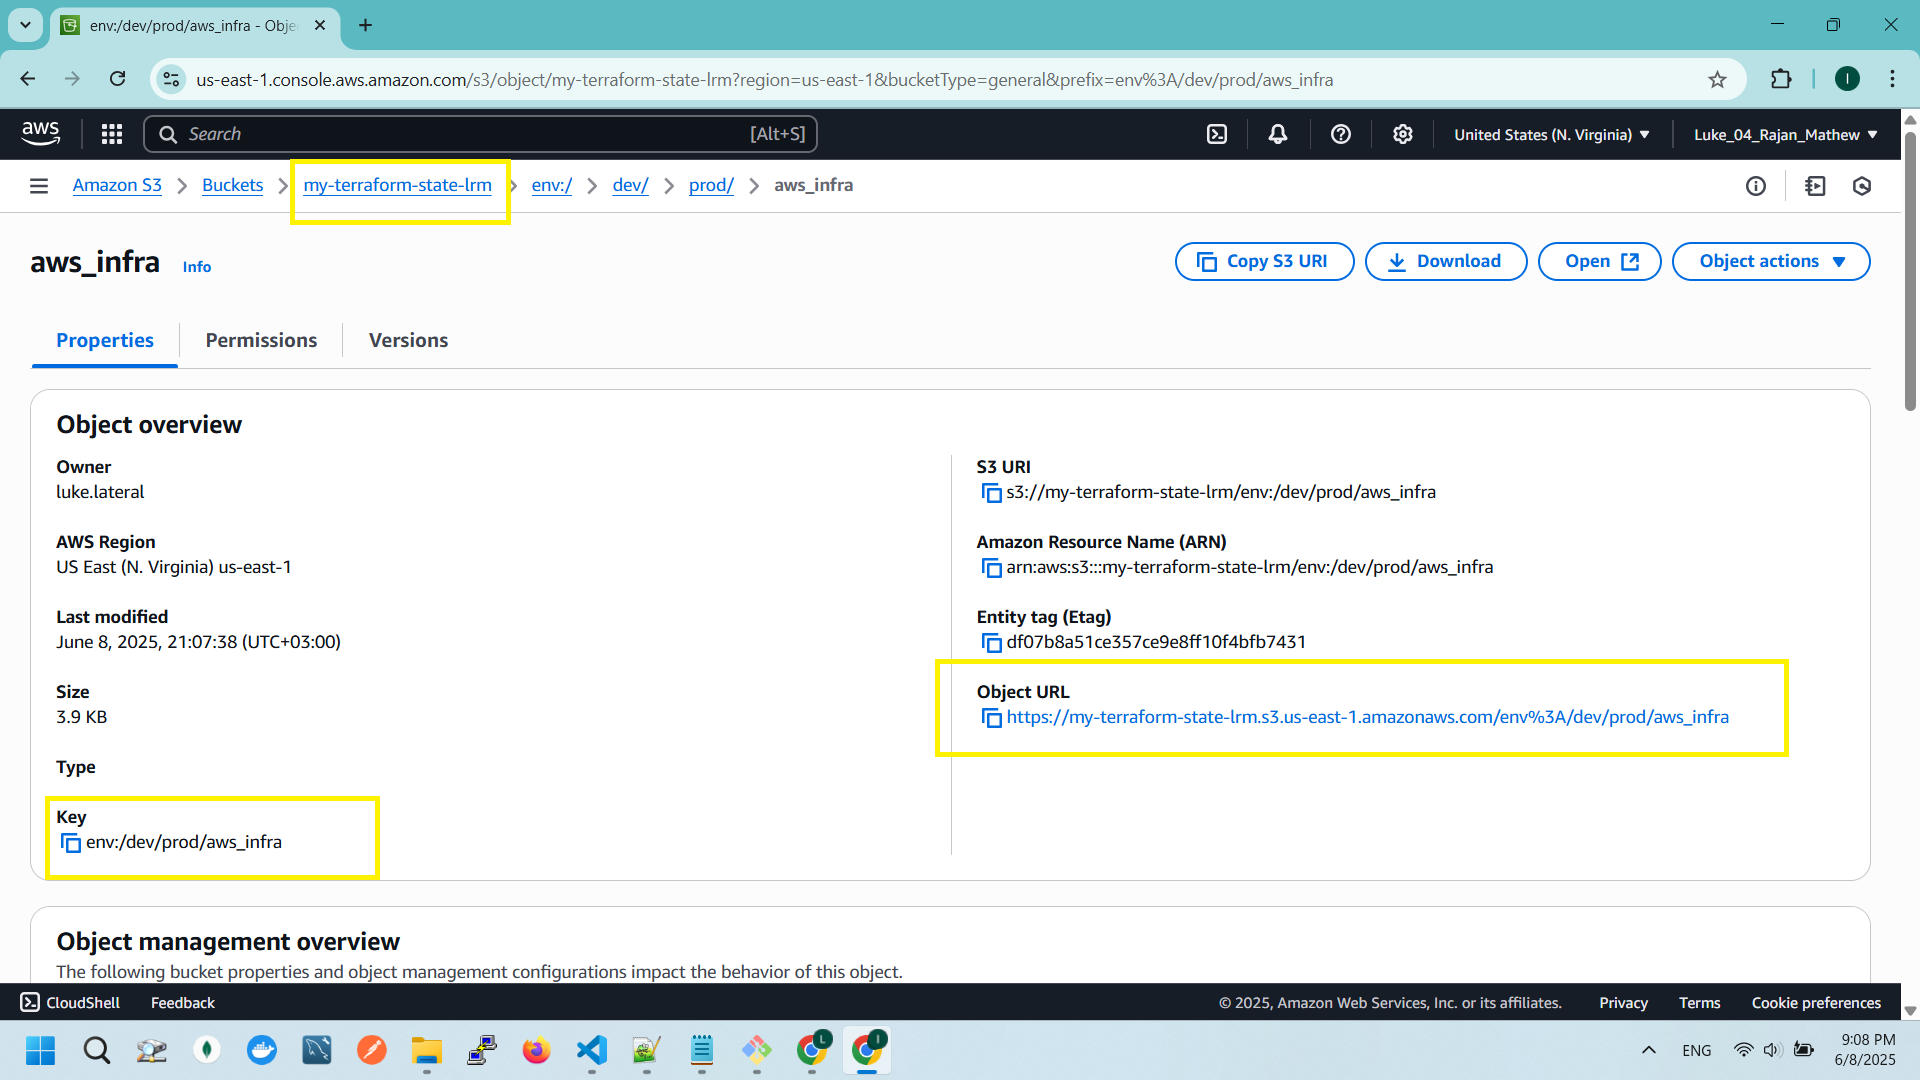 env:/dev/prod/aws_infra - Obje
us-east-1.console.aws.amazon.com/s3/object/my-terraform-state-lrm?region=us-east-1&bucketType=general&prefix=env%3A/dev/prod/aws_infra
I
aws
Search
[Alt+S]
United States (N. Virginia)
Luke_04_Rajan_Mathew
Amazon S3
Buckets
my-terraform-state-lrm
env:/
dev/
prod/
aws_infra
aws_infra
Info
Copy S3 URI
Download
Open
Object actions
Properties
Permissions
Versions
Object overview
Owner
luke.lateral
AWS Region
US East (N. Virginia) us-east-1
Last modified
June 8, 2025, 21:07:38 (UTC+03:00)
Size
3.9 KB
Type
Key
env:/dev/prod/aws_infra
S3 URI
s3://my-terraform-state-lrm/env:/dev/prod/aws_infra
Amazon Resource Name (ARN)
arn:aws:s3:::my-terraform-state-lrm/env:/dev/prod/aws_infra
Entity tag (Etag)
df07b8a51ce357ce9e8ff10f4bfb7431
Object URL
https://my-terraform-state-lrm.s3.us-east-1.amazonaws.com/env%3A/dev/prod/aws_infra
Object management overview
The following bucket properties and object management configurations impact the behavior of this object.
CloudShell
Feedback
© 2025, Amazon Web Services, Inc. or its affiliates.
Privacy
Terms
Cookie preferences
L
I
ENG
9:08 PM
6/8/2025